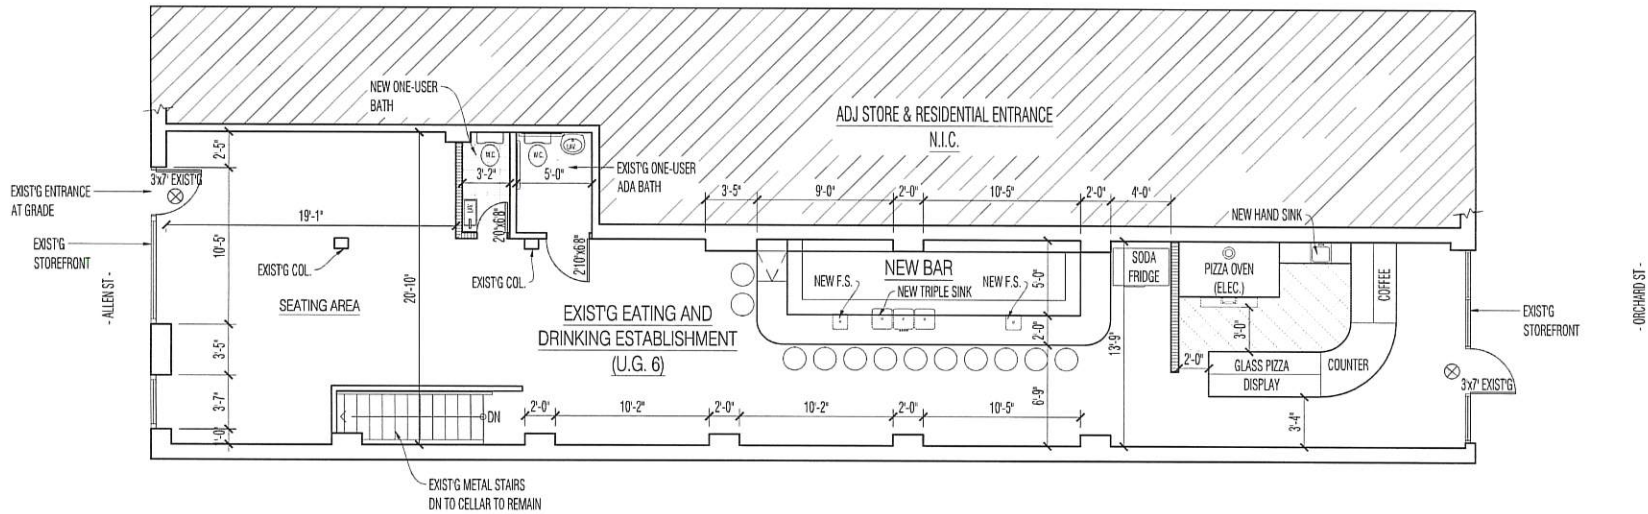 ADJ STORE & RESIDENTIAL ENTRANCE
N.I.C.
NEW ONE-USER
BATH
W.C.
W.C.
LAV.
LAV.
3'-2"
5'-0"
EXIST'G ONE-USER
ADA BATH
2'0"x6'8"
2'10"x6'8"
EXIST'G ENTRANCE
AT GRADE
3'x7' EXIST'G
EXIST'G
STOREFRONT
- ALLEN ST -
2'-5"
10'-5"
3'-5"
3'-7"
1'-0"
19'-1"
20'-10"
EXIST'G COL.
EXIST'G COL.
SEATING AREA
EXIST'G EATING AND
DRINKING ESTABLISHMENT
(U.G. 6)
DN
EXIST'G METAL STAIRS
DN TO CELLAR TO REMAIN
3'-5"
9'-0"
2'-0"
10'-5"
2'-0"
4'-0"
NEW BAR
NEW F.S.
NEW TRIPLE SINK
NEW F.S.
5'-0"
2'-0"
6'-9"
13'-9"
2'-0"
10'-2"
2'-0"
10'-2"
2'-0"
10'-5"
SODA
FRIDGE
NEW HAND SINK
PIZZA OVEN
(ELEC.)
COFFEE
3'-0"
2'-0"
GLASS PIZZA
DISPLAY
COUNTER
3'-4"
3'x7' EXIST'G
EXIST'G
STOREFRONT
- ORCHARD ST -